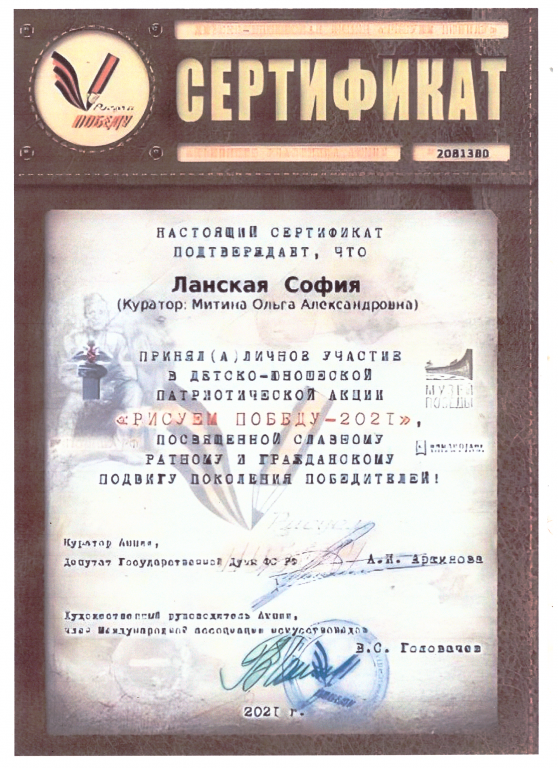 СЕРТИФИКАТ
Рисуем
ПОБЕДУ
2081380
НАСТОЯЩИЙ СЕРТИФИКАТ
ПОДТВЕРЖДАЕТ, ЧТО
Ланская София
(Куратор: Митина Ольга Александровна)
ПРИНЯЛ(А) ЛИЧНОЕ УЧАСТИЕ
В ДЕТСКО-ЮНОШЕСКОЙ
ПАТРИОТИЧЕСКОЙ АКЦИИ
«РИСУЕМ ПОБЕДУ-2021»,
ПОСВЯЩЕННОЙ СЛАВНОМУ
РАТНОМУ И ГРАЖДАНСКОМУ
ПОДВИГУ ПОКОЛЕНИЯ ПОБЕДИТЕЛЕЙ!
МУЗЕЙ
ПОБЕДЫ
Куратор Акции,
Депутат Государственной Думы ФС РФ А.И. Аршинова
Художественный руководитель Акции,
член Международной ассоциации искусствоведов
В.С. Головачев
2021 г.